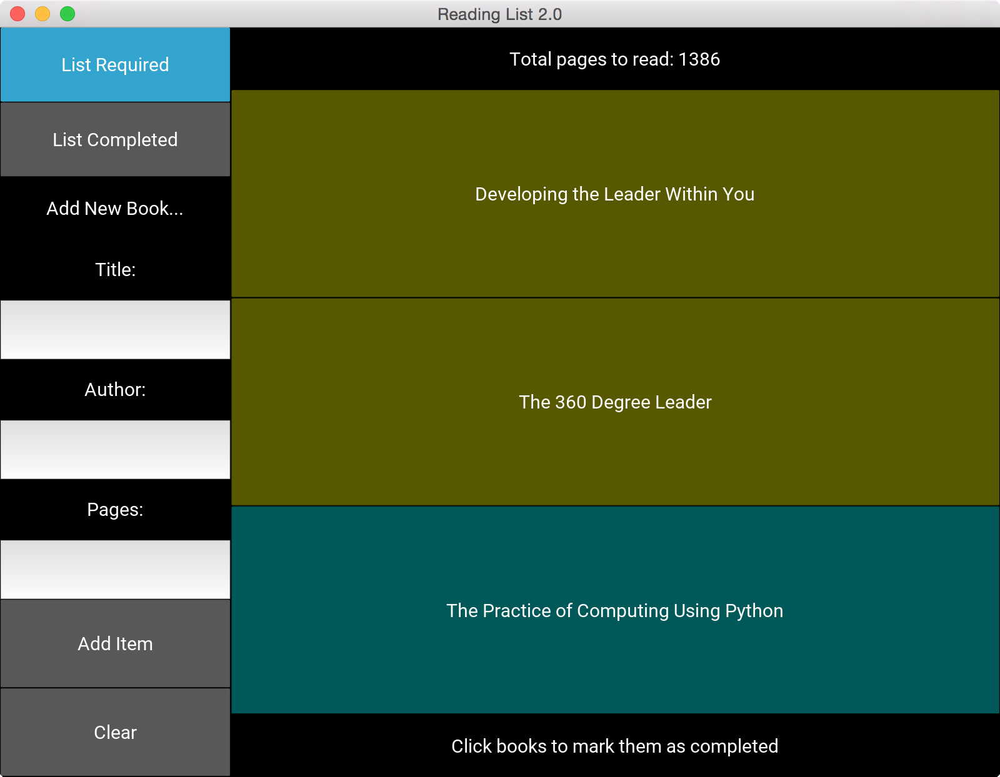 Reading List 2.0
List Required
List Completed
Add New Book...
Title:
Author:
Pages:
Add Item
Clear
Total pages to read: 1386
Developing the Leader Within You
The 360 Degree Leader
The Practice of Computing Using Python
Click books to mark them as completed